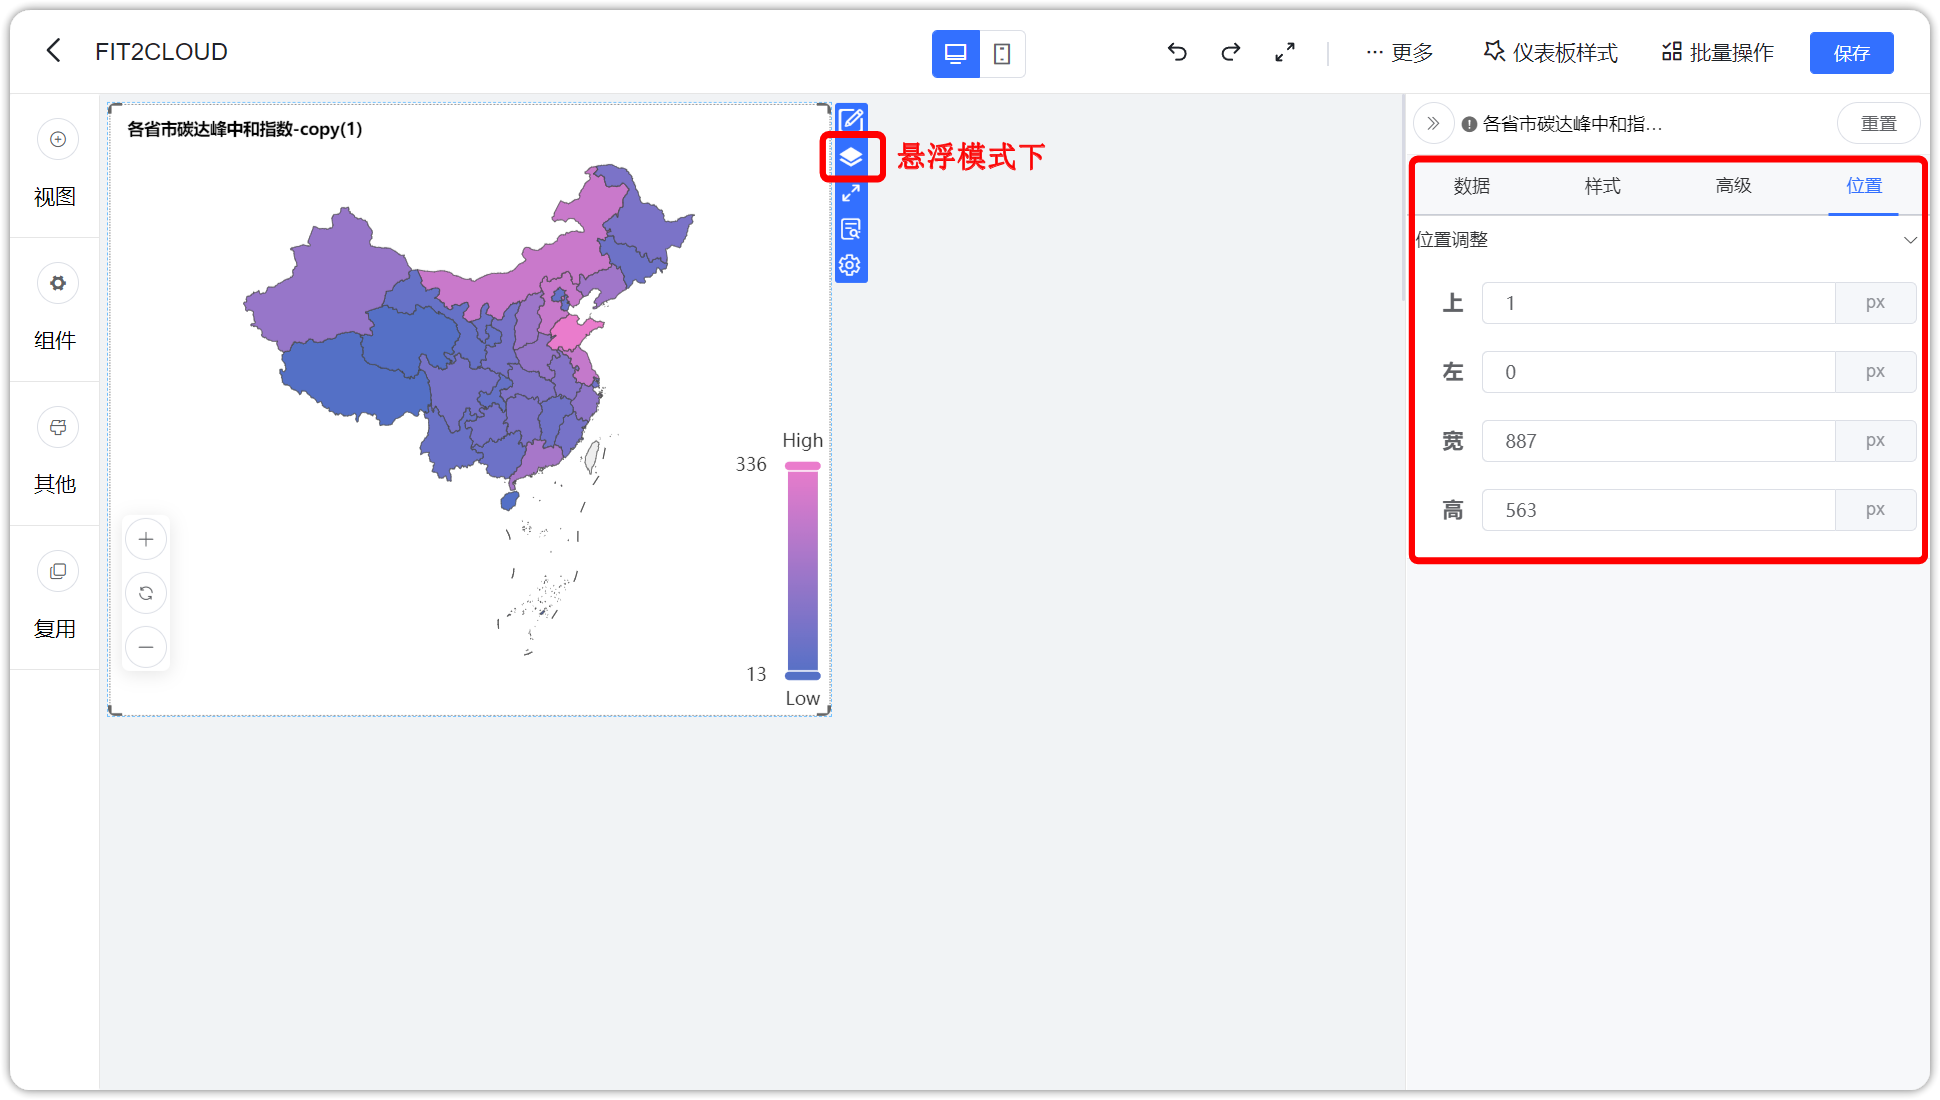 FIT2CLOUD
更多
仪表板样式
批量操作
保存
视图
组件
其他
复用
各省市碳达峰中和指数-copy(1)
High
336
13
Low
悬浮模式下
各省市碳达峰中和指...
重置
数据
样式
高级
位置
位置调整
上 1 px
左 0 px
宽 887 px
高 563 px